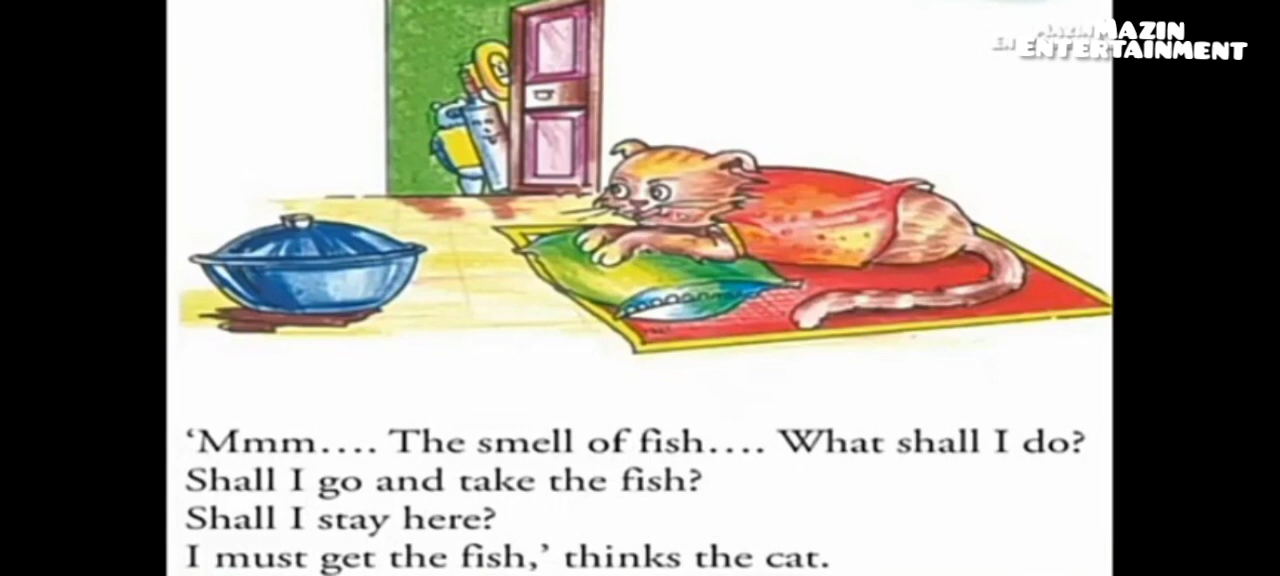 MAZIN
ENTERTAINMENT
‘Mmm.... The smell of fish.... What shall I do?
Shall I go and take the fish?
Shall I stay here?
I must get the fish,’ thinks the cat.